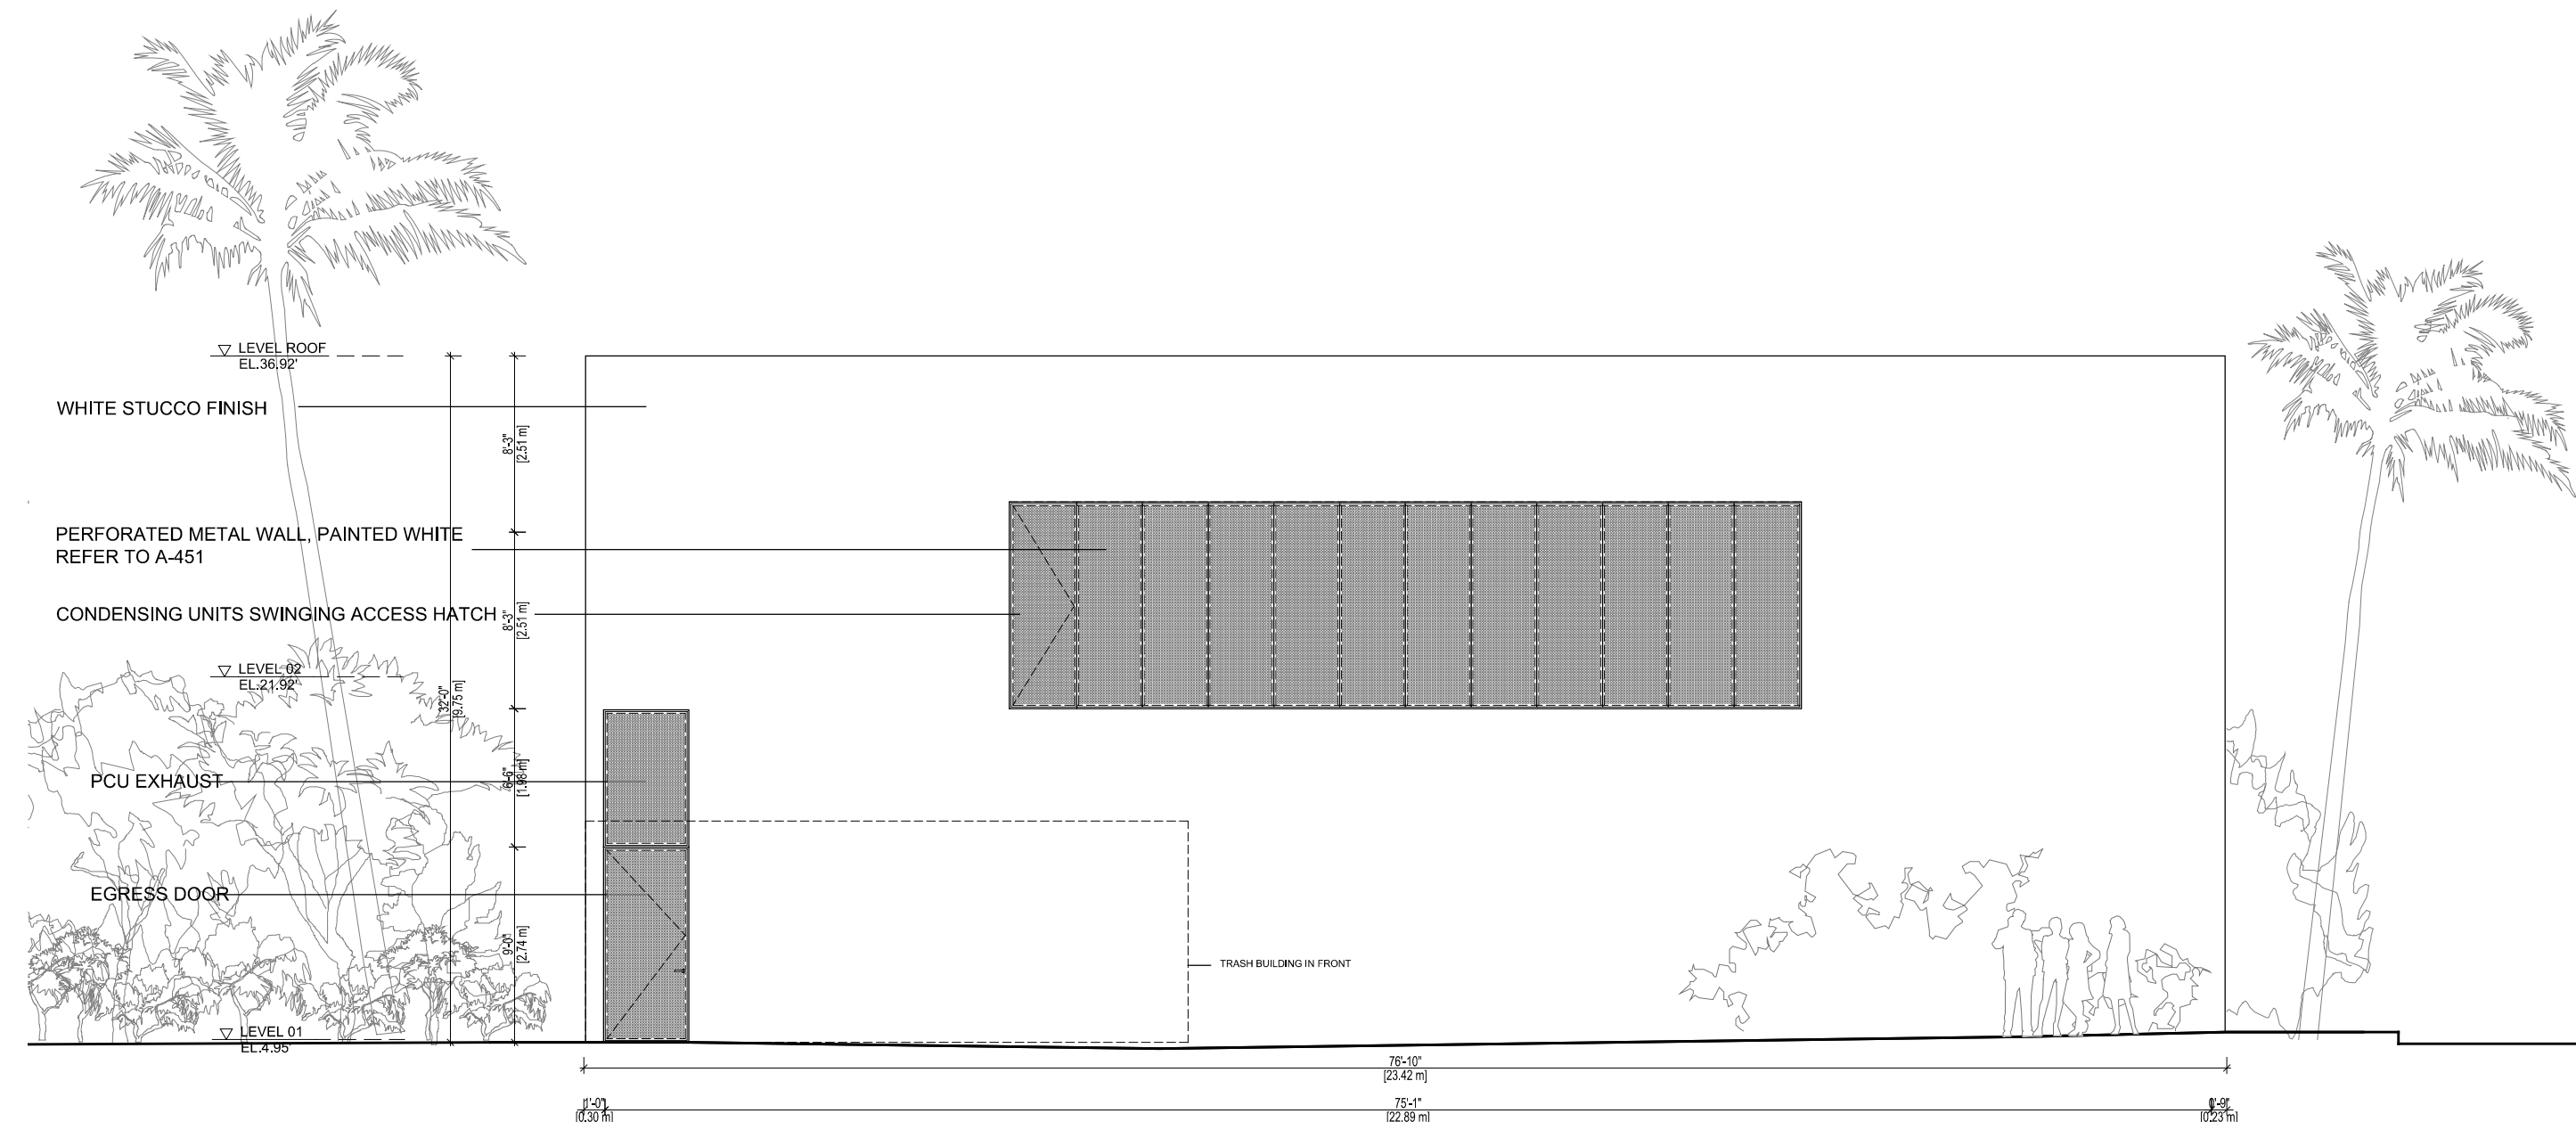 LEVEL ROOF
EL.36.92'
WHITE STUCCO FINISH
8'-3"
[2.51 m]
PERFORATED METAL WALL, PAINTED WHITE
REFER TO A-451
CONDENSING UNITS SWINGING ACCESS HATCH
8'-3"
[2.51 m]
LEVEL 02
EL.21.92'
32'-0"
[9.75 m]
PCU EXHAUST
6'-6"
[1.98 m]
EGRESS DOOR
9'-0"
[2.74 m]
TRASH BUILDING IN FRONT
LEVEL 01
EL.4.95'
76'-10"
[23.42 m]
1'-0"
[0.30 m]
75'-1"
[22.89 m]
0'-9"
[0.23 m]